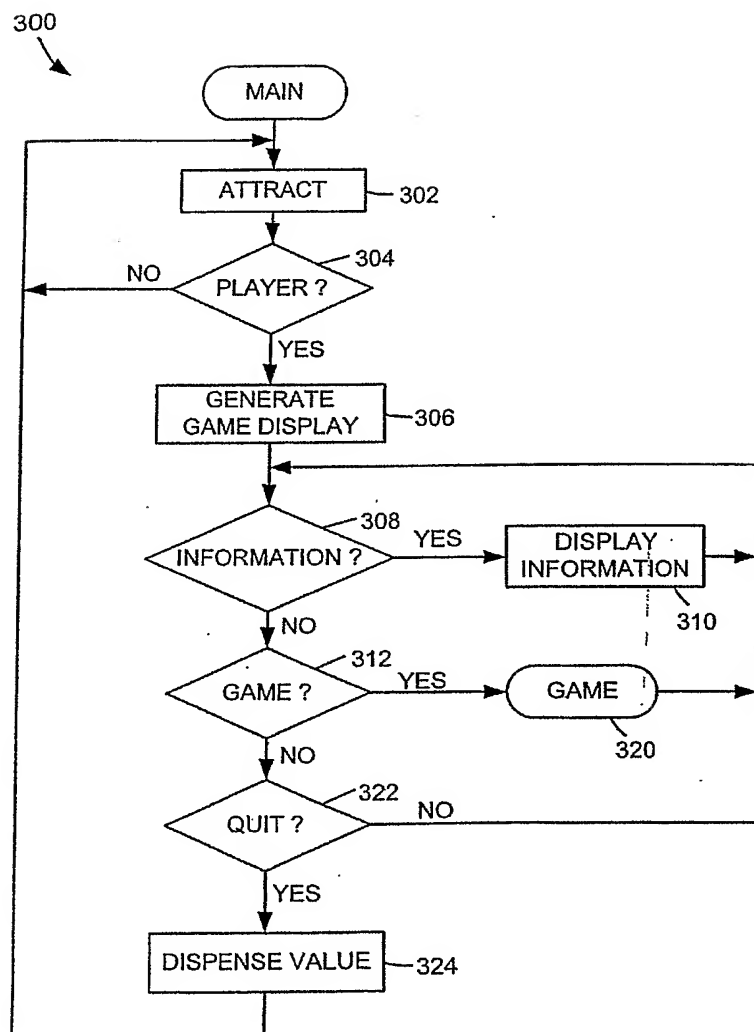 300
MAIN
ATTRACT
302
304
NO
PLAYER ?
YES
GENERATE
GAME DISPLAY
306
308
INFORMATION ?
YES
DISPLAY
INFORMATION
310
NO
312
GAME ?
YES
GAME
320
NO
322
QUIT ?
NO
YES
DISPENSE VALUE
324